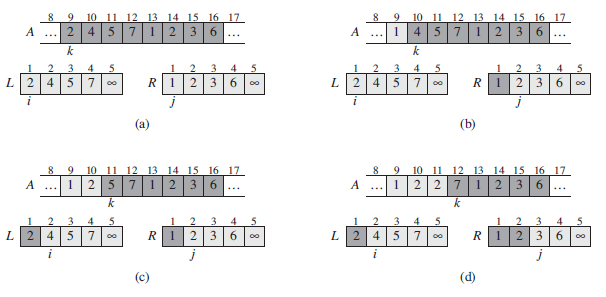 8 9 10 11 12 13 14 15 16 17
A ... 2 4 5 7 1 2 3 6 ...
k
1 2 3 4 5
L 2 4 5 7 ∞
i
1 2 3 4 5
R 1 2 3 6 ∞
j
(a)
8 9 10 11 12 13 14 15 16 17
A ... 1 4 5 7 1 2 3 6 ...
k
1 2 3 4 5
L 2 4 5 7 ∞
i
1 2 3 4 5
R 1 2 3 6 ∞
j
(b)
8 9 10 11 12 13 14 15 16 17
A ... 1 2 5 7 1 2 3 6 ...
k
1 2 3 4 5
L 2 4 5 7 ∞
i
1 2 3 4 5
R 1 2 3 6 ∞
j
(c)
8 9 10 11 12 13 14 15 16 17
A ... 1 2 2 7 1 2 3 6 ...
k
1 2 3 4 5
L 2 4 5 7 ∞
i
1 2 3 4 5
R 1 2 3 6 ∞
j
(d)